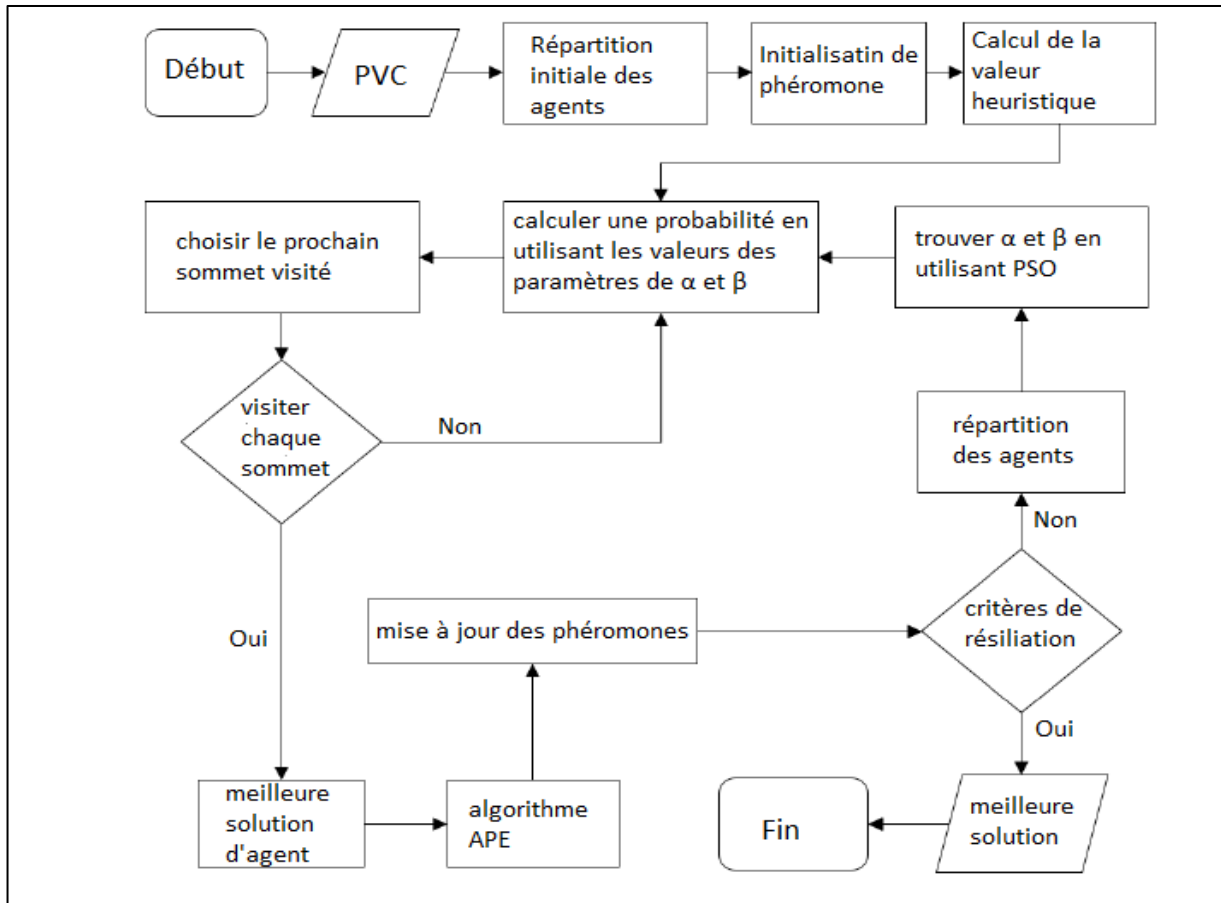 Début
PVC
Répartition
initiale des
agents
Initialisatin de
phéromone
Calcul de la
valeur
heuristique
choisir le prochain
sommet visité
calculer une probabilité en
utilisant les valeurs des
paramètres de α et β
trouver α et β en
utilisant PSO
visiter
chaque
sommet
Non
répartition
des agents
Non
Oui
mise à jour des phéromones
critères de
résiliation
Oui
meilleure
solution
d'agent
algorithme
APE
Fin
meilleure
solution